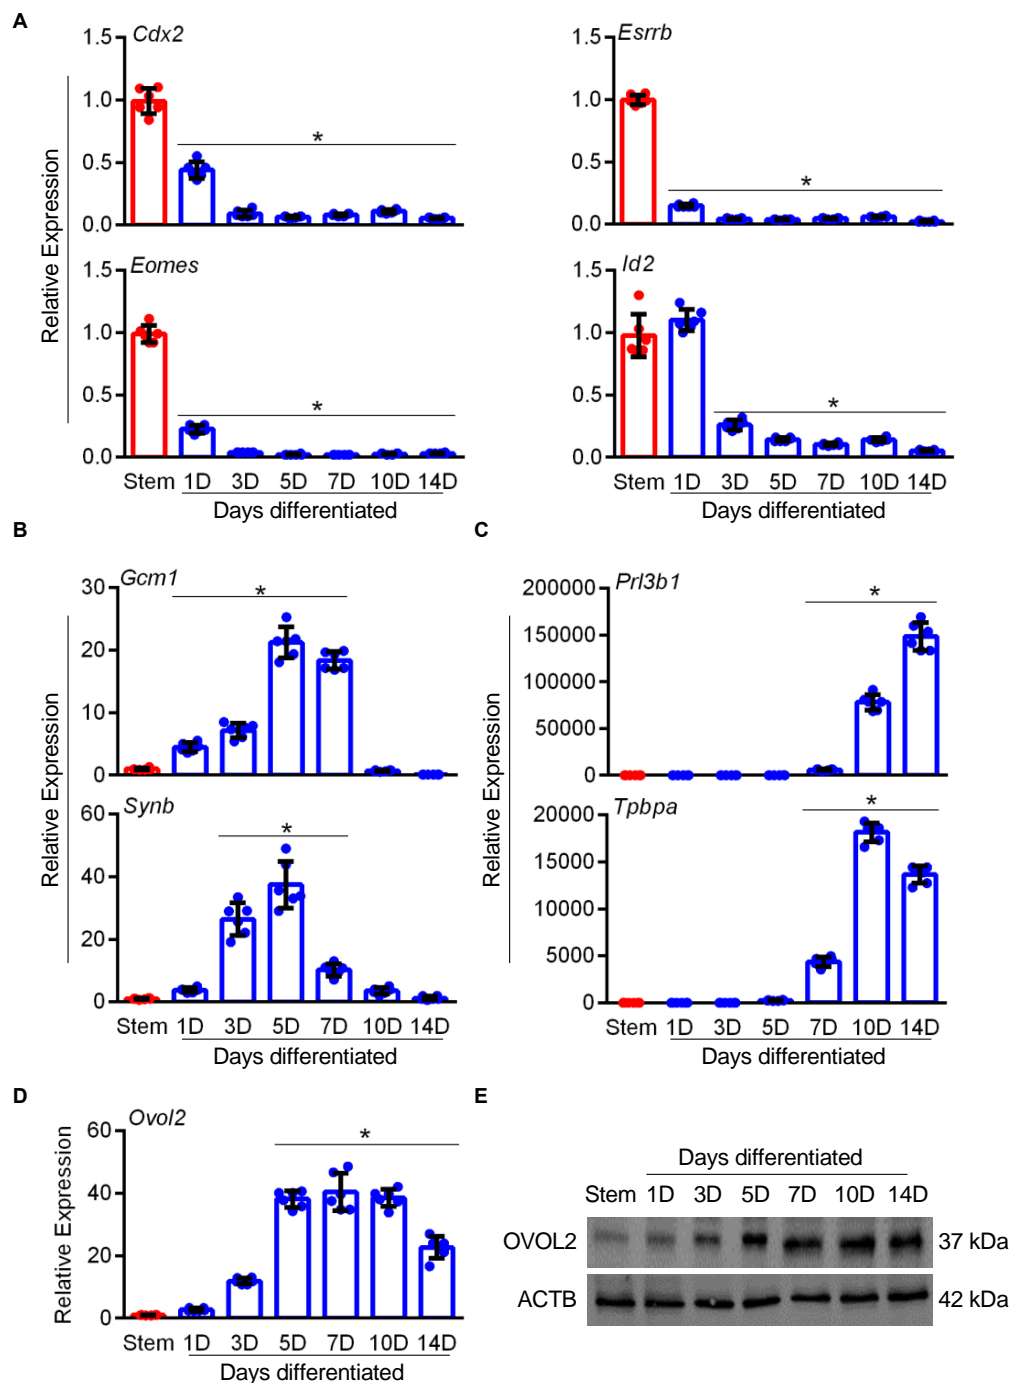 A
Cdx2
1.5
1.0
0.5
0.0
*
Esrrb
1.5
1.0
0.5
0.0
*
Relative Expression
Eomes
1.5
1.0
0.5
0.0
*
Stem 1D 3D 5D 7D 10D 14D
Days differentiated
Id2
1.5
1.0
0.5
0.0
*
Stem 1D 3D 5D 7D 10D 14D
Days differentiated
B
Gcm1
30
20
10
0
*
Relative Expression
Synb
60
40
20
0
*
Stem 1D 3D 5D 7D 10D 14D
Days differentiated
C
Prl3b1
200000
150000
100000
50000
0
*
Relative Expression
Tpbpa
20000
15000
10000
5000
0
*
Stem 1D 3D 5D 7D 10D 14D
Days differentiated
D
Ovol2
60
40
20
0
*
Relative Expression
Stem 1D 3D 5D 7D 10D 14D
Days differentiated
E
Days differentiated
Stem 1D 3D 5D 7D 10D 14D
OVOL2 37 kDa
ACTB 42 kDa